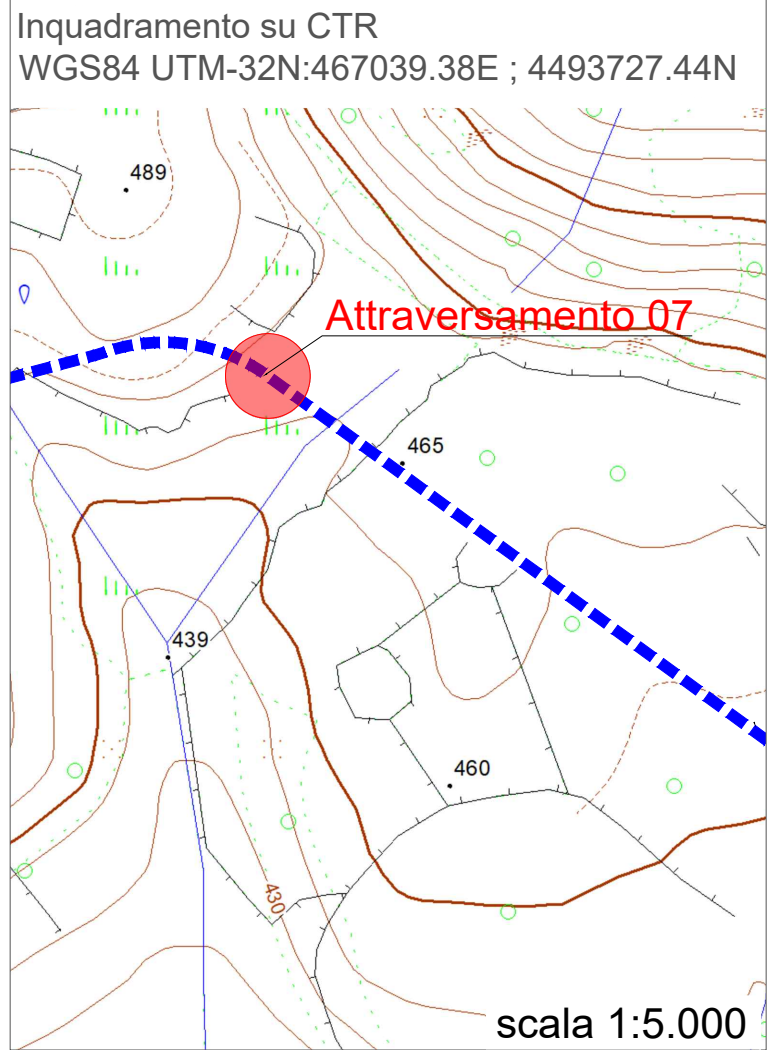 Inquadramento su CTR
WGS84 UTM-32N:467039.38E ; 4493727.44N
489
Attraversamento 07
465
439
460
430
scala 1:5.000